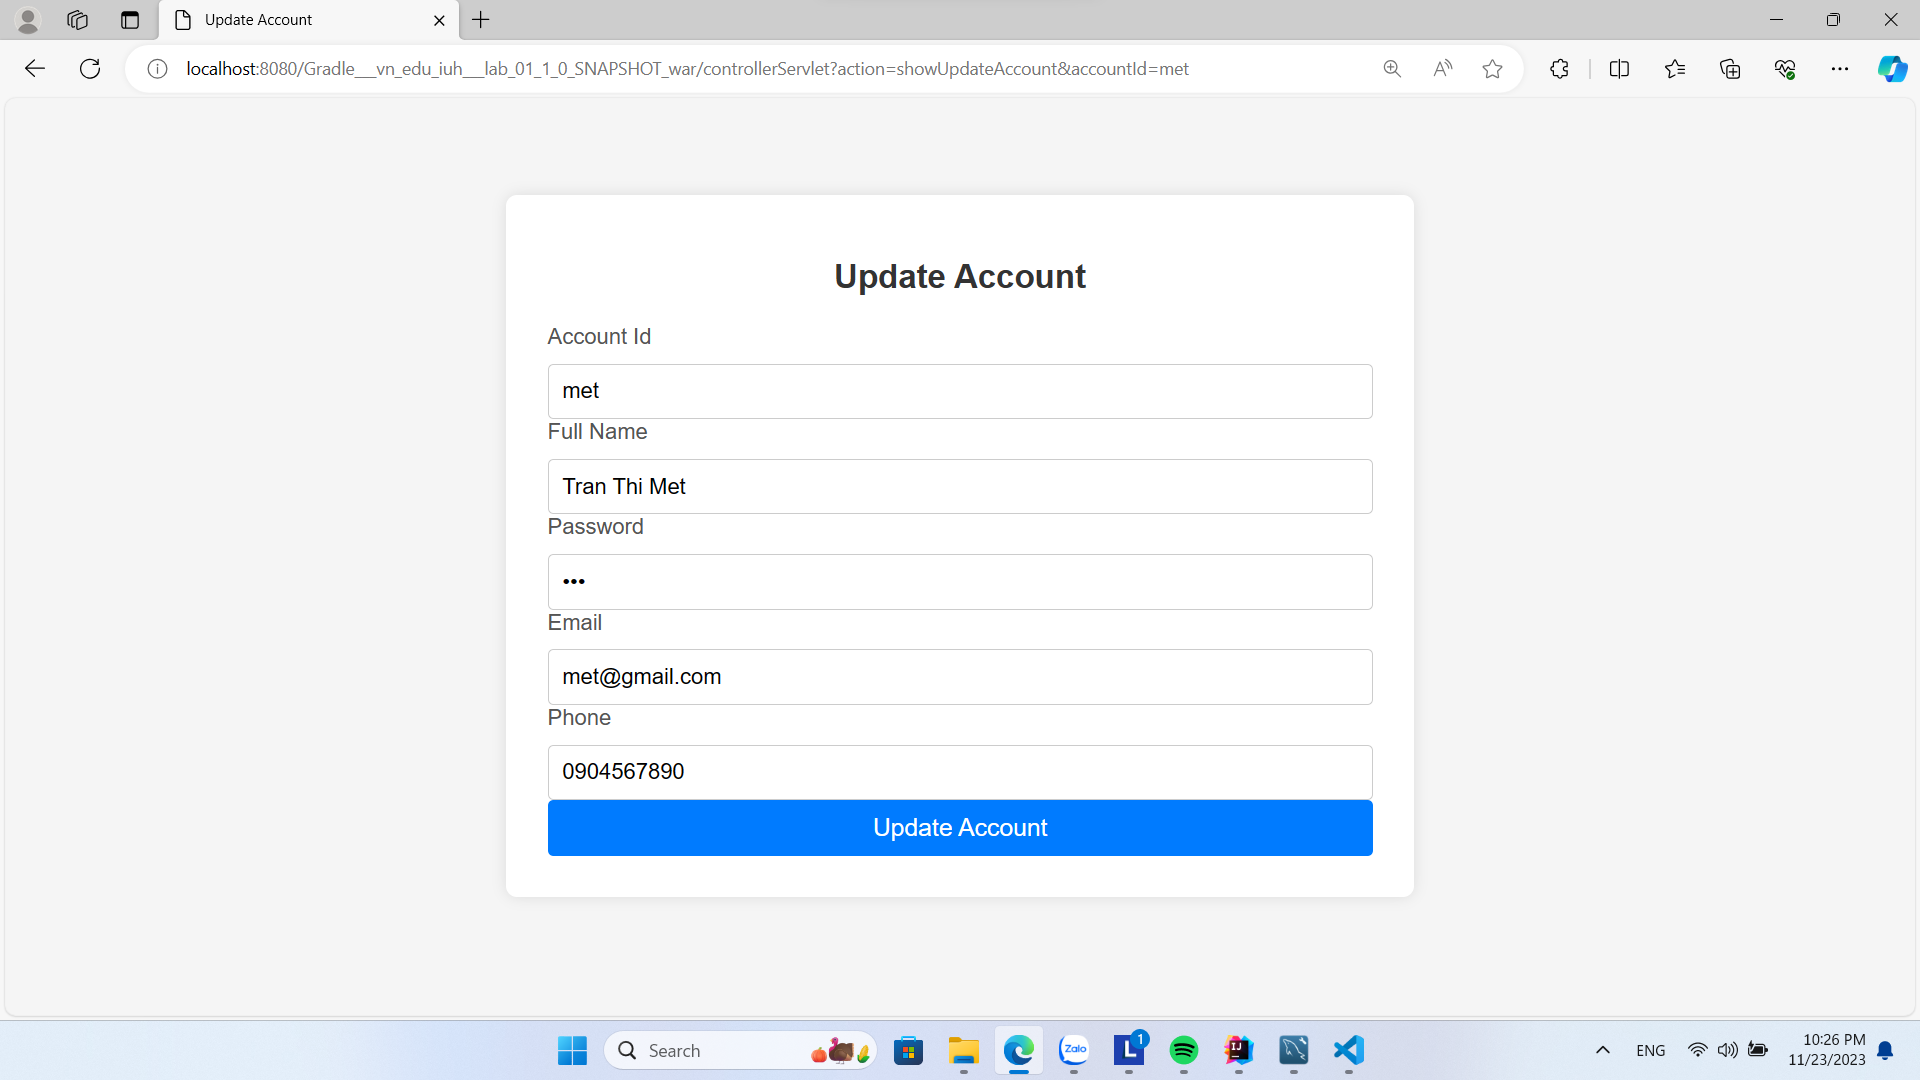 Update Account
localhost:8080/Gradle___vn_edu_iuh___lab_01_1_0_SNAPSHOT_war/controllerServlet?action=showUpdateAccount&accountId=met
Update Account
Account Id
met
Full Name
Tran Thi Met
Password
•••
Email
met@gmail.com
Phone
0904567890
Update Account
Search
Zalo
L
1
IJ
ENG
10:26 PM
11/23/2023